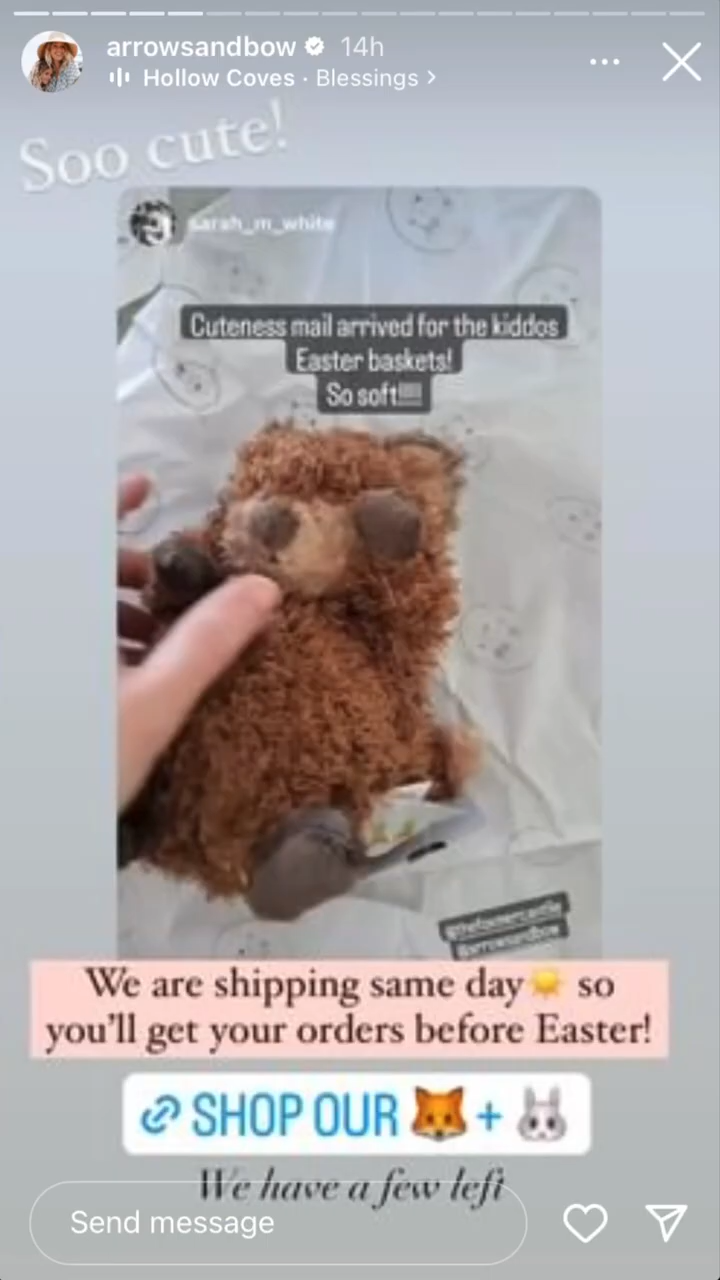 arrowsandbow 14h
Hollow Coves · Blessings >
Soo cute!
sarah_m_white
Cuteness mail arrived for the kiddos
Easter baskets!
So soft!!!!
@arrowsandbow
We are shipping same day☀️ so
you'll get your orders before Easter!
SHOP OUR 🦊 + 🐰
We have a few left
Send message